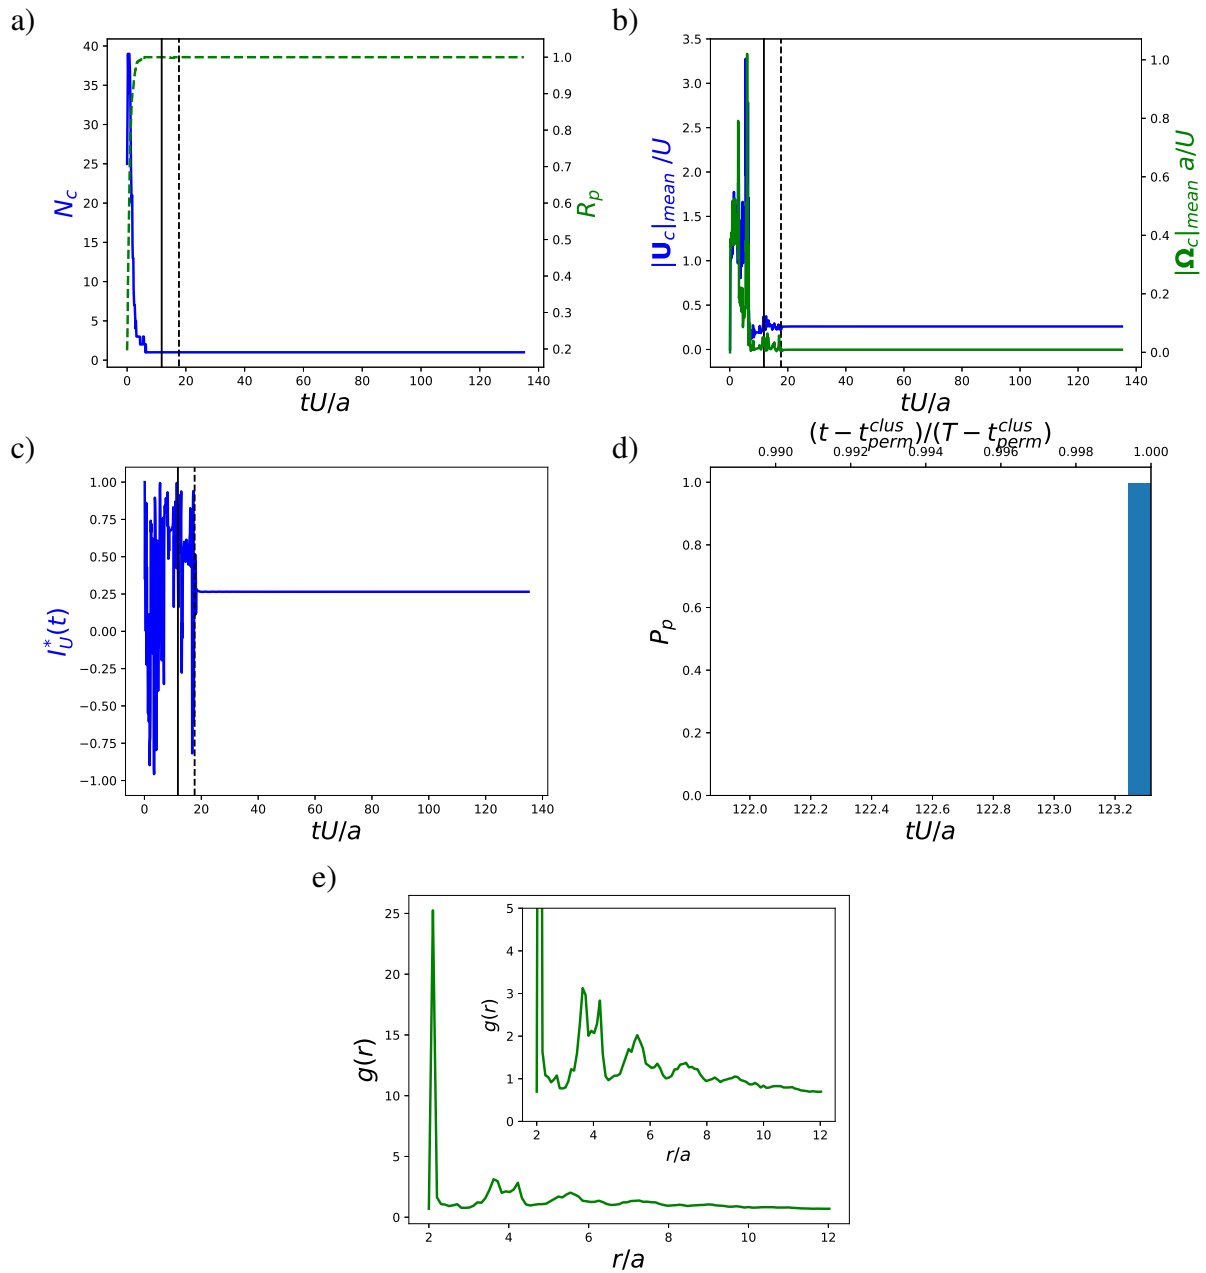 a)
40
35
30
25
20
15
10
5
0
N_c
1.0
0.9
0.8
0.7
0.6
0.5
0.4
0.3
0.2
R_p
0 20 40 60 80 100 120 140
tU/a
b)
3.5
3.0
2.5
2.0
1.5
1.0
0.5
0.0
|U_c|_mean /U
1.0
0.8
0.6
0.4
0.2
0.0
|Ω_c|_mean a/U
0 20 40 60 80 100 120 140
tU/a
c)
1.00
0.75
0.50
0.25
0.00
−0.25
−0.50
−0.75
−1.00
I_U^*(t)
0 20 40 60 80 100 120 140
tU/a
d)
(t − t_perm^clus)/(T − t_perm^clus)
0.990 0.992 0.994 0.996 0.998 1.000
1.0
0.8
0.6
0.4
0.2
0.0
P_p
122.0 122.2 122.4 122.6 122.8 123.0 123.2
tU/a
e)
25
20
15
10
5
0
g(r)
2 4 6 8 10 12
r/a
5
4
3
2
1
0
g(r)
2 4 6 8 10 12
r/a